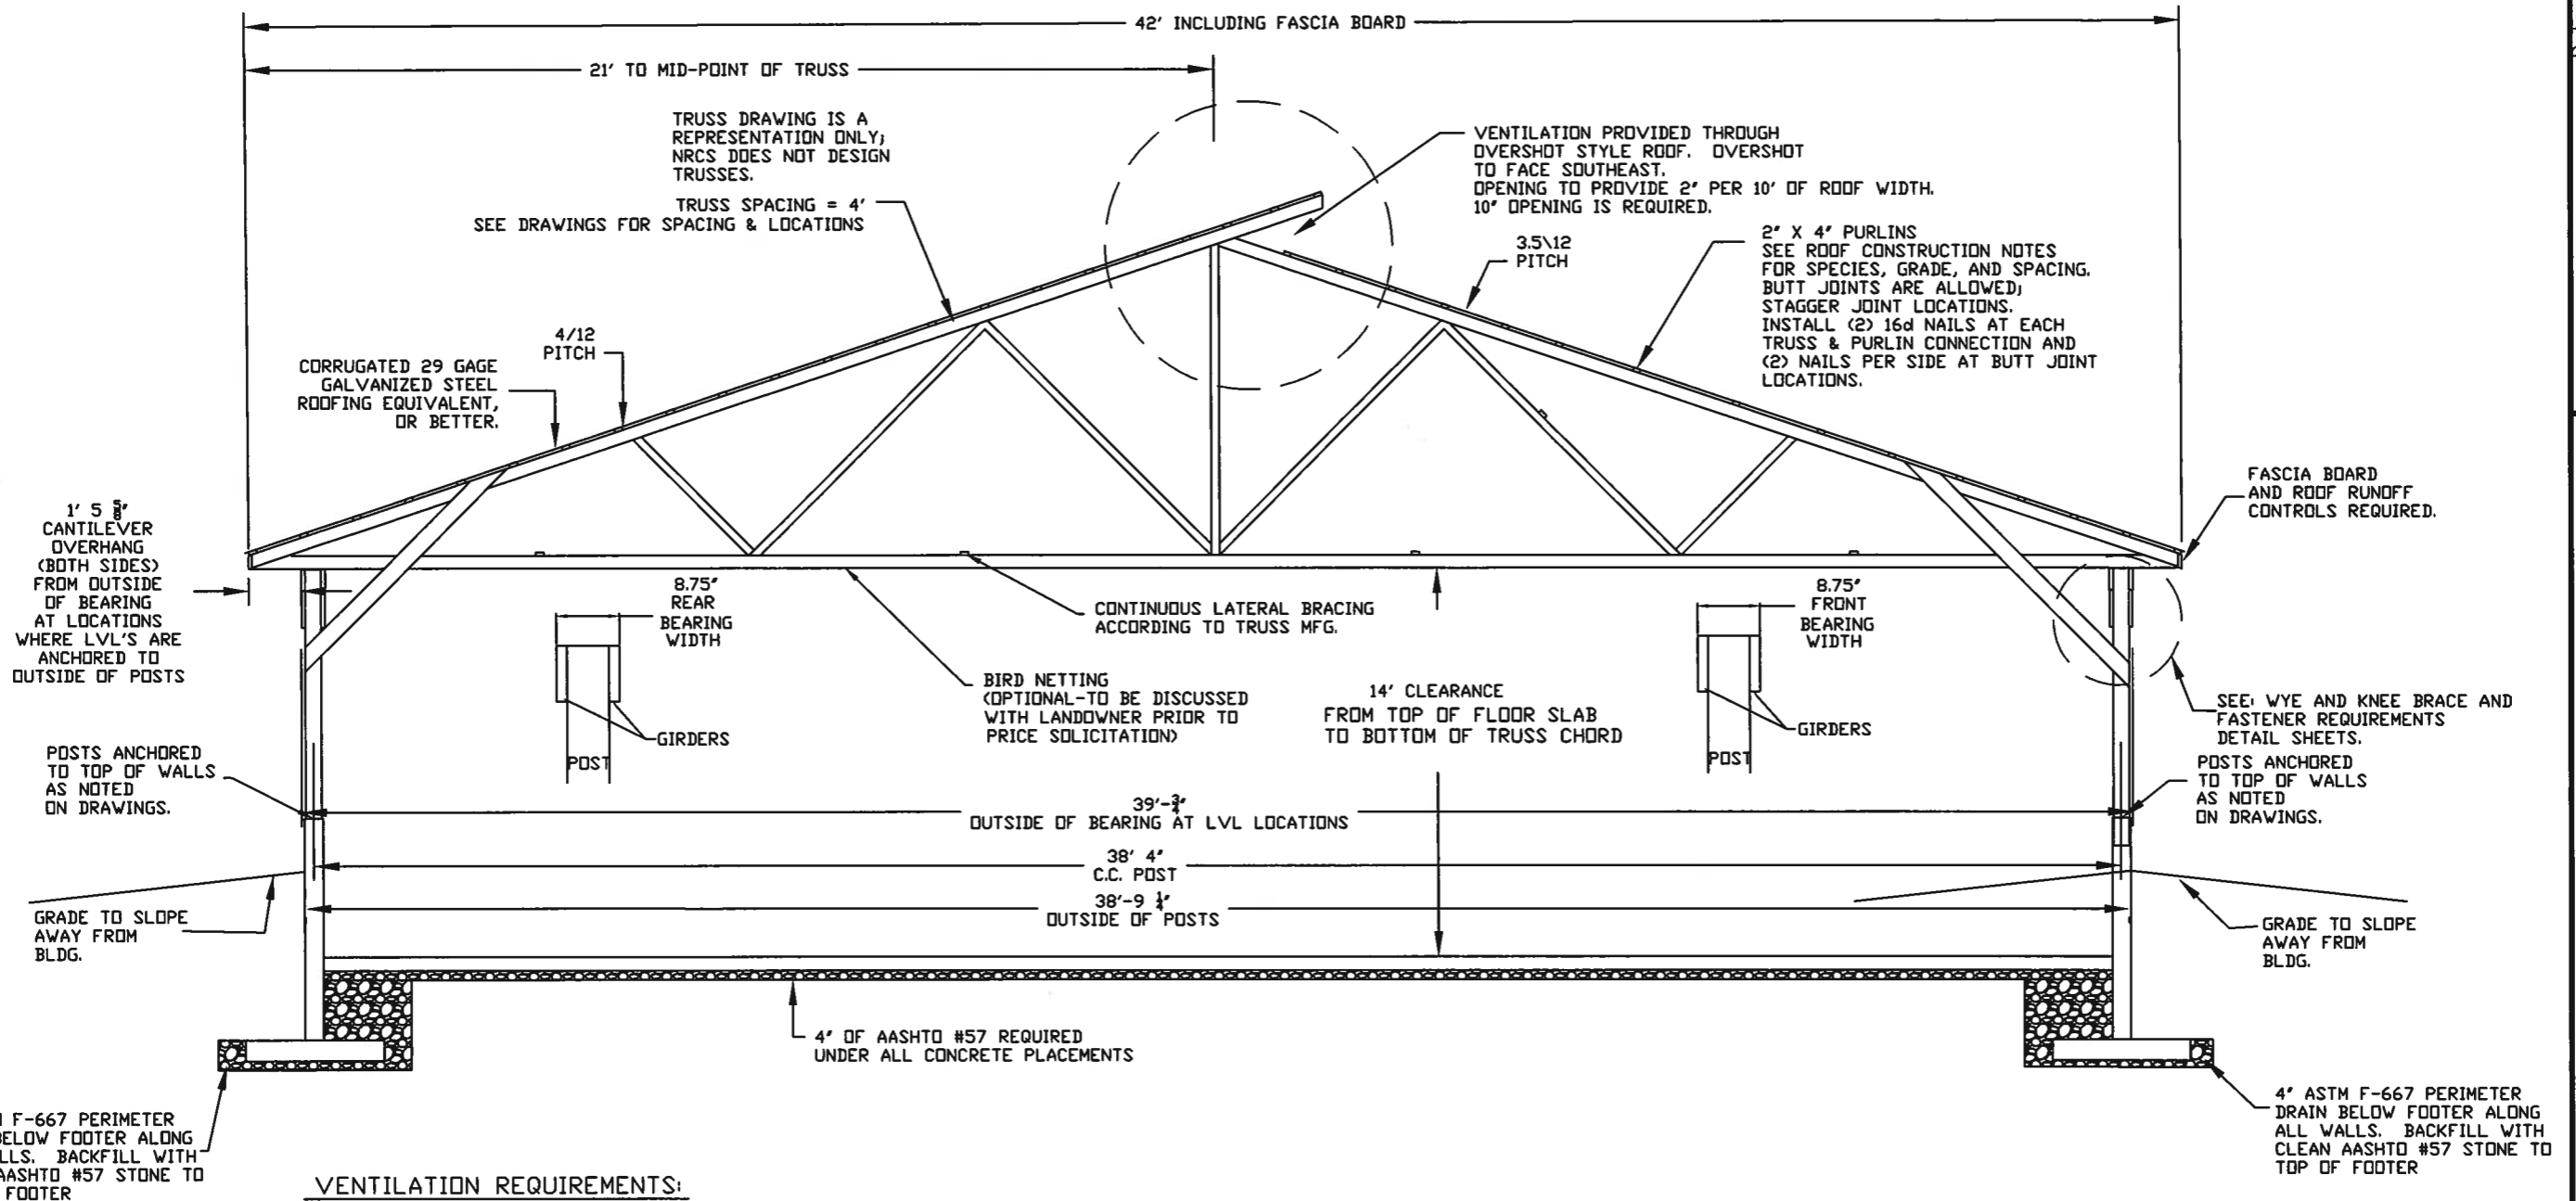 42' INCLUDING FASCIA BOARD
21' TO MID-POINT OF TRUSS
TRUSS DRAWING IS A
REPRESENTATION ONLY;
NRCS DOES NOT DESIGN
TRUSSES.
TRUSS SPACING = 4'
SEE DRAWINGS FOR SPACING & LOCATIONS
VENTILATION PROVIDED THROUGH
OVERSHOT STYLE ROOF. OVERSHOT
TO FACE SOUTHEAST.
OPENING TO PROVIDE 2" PER 10' OF ROOF WIDTH.
10" OPENING IS REQUIRED.
3.5\12
PITCH
2" X 4" PURLINS
SEE ROOF CONSTRUCTION NOTES
FOR SPECIES, GRADE, AND SPACING.
BUTT JOINTS ARE ALLOWED;
STAGGER JOINT LOCATIONS.
INSTALL (2) 16d NAILS AT EACH
TRUSS & PURLIN CONNECTION AND
(2) NAILS PER SIDE AT BUTT JOINT
LOCATIONS.
4/12
PITCH
CORRUGATED 29 GAGE
GALVANIZED STEEL
ROOFING EQUIVALENT,
OR BETTER.
FASCIA BOARD
AND ROOF RUNOFF
CONTROLS REQUIRED.
1' 5 5/8"
CANTILEVER
OVERHANG
(BOTH SIDES)
FROM OUTSIDE
OF BEARING
AT LOCATIONS
WHERE LVL'S ARE
ANCHORED TO
OUTSIDE OF POSTS
8.75"
REAR
BEARING
WIDTH
GIRDERS
POST
CONTINUOUS LATERAL BRACING
ACCORDING TO TRUSS MFG.
BIRD NETTING
(OPTIONAL-TO BE DISCUSSED
WITH LANDOWNER PRIOR TO
PRICE SOLICITATION)
14' CLEARANCE
FROM TOP OF FLOOR SLAB
TO BOTTOM OF TRUSS CHORD
8.75"
FRONT
BEARING
WIDTH
GIRDERS
POST
SEE: WYE AND KNEE BRACE AND
FASTENER REQUIREMENTS
DETAIL SHEETS.
POSTS ANCHORED
TO TOP OF WALLS
AS NOTED
ON DRAWINGS.
POSTS ANCHORED
TO TOP OF WALLS
AS NOTED
ON DRAWINGS.
39'-3/4"
OUTSIDE OF BEARING AT LVL LOCATIONS
38' 4"
C.C. POST
38'-9 1/4"
OUTSIDE OF POSTS
GRADE TO SLOPE
AWAY FROM
BLDG.
GRADE TO SLOPE
AWAY FROM
BLDG.
4" OF AASHTO #57 REQUIRED
UNDER ALL CONCRETE PLACEMENTS
F-667 PERIMETER
BELOW FOOTER ALONG
BACKFILL WITH
AASHTO #57 STONE TO
FOOTER
4" ASTM F-667 PERIMETER
DRAIN BELOW FOOTER ALONG
ALL WALLS. BACKFILL WITH
CLEAN AASHTO #57 STONE TO
TOP OF FOOTER
VENTILATION REQUIREMENTS: